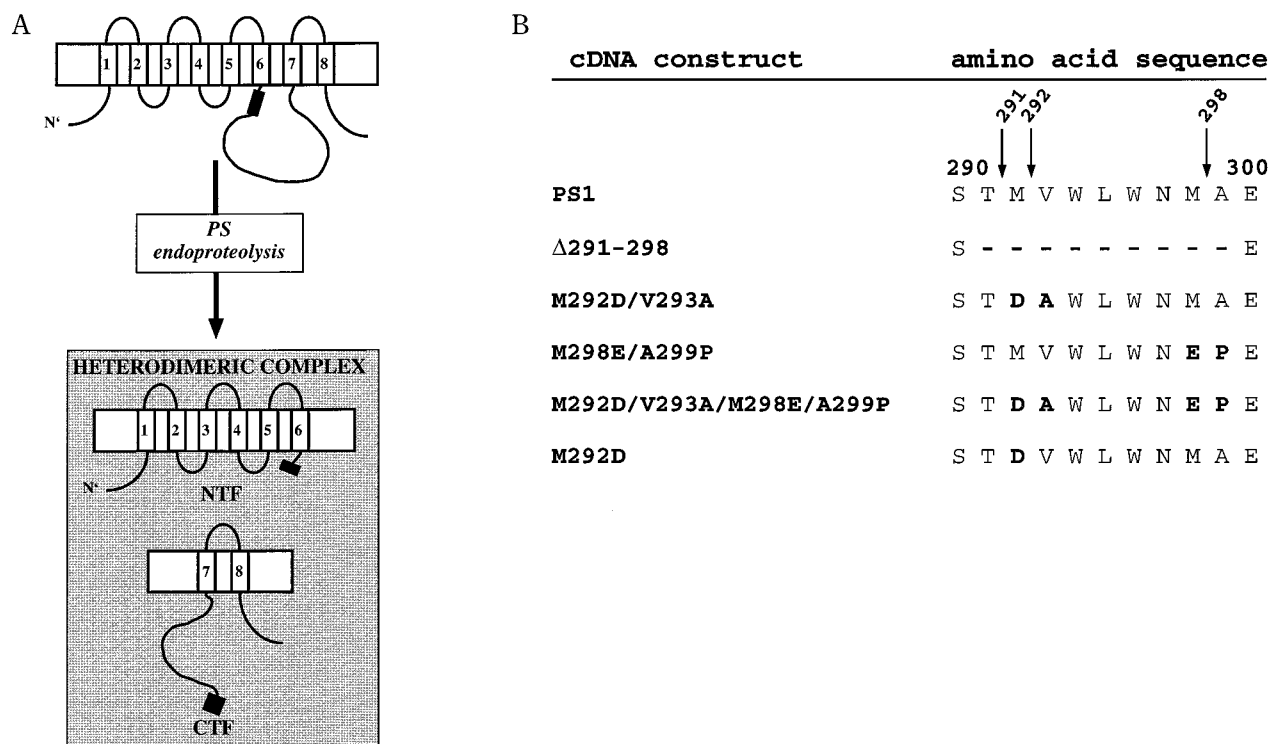 A
1 2 3 4 5 6 7 8
N'
PS
endoproteolysis
HETERODIMERIC COMPLEX
1 2 3 4 5 6
N'
NTF
7 8
CTF
B
cDNA construct amino acid sequence
291 292 298
290 300
PS1 S T M V W L W N M A E
Δ291-298 S - - - - - - - - - E
M292D/V293A S T D A W L W N M A E
M298E/A299P S T M V W L W N E P E
M292D/V293A/M298E/A299P S T D A W L W N E P E
M292D S T D V W L W N M A E